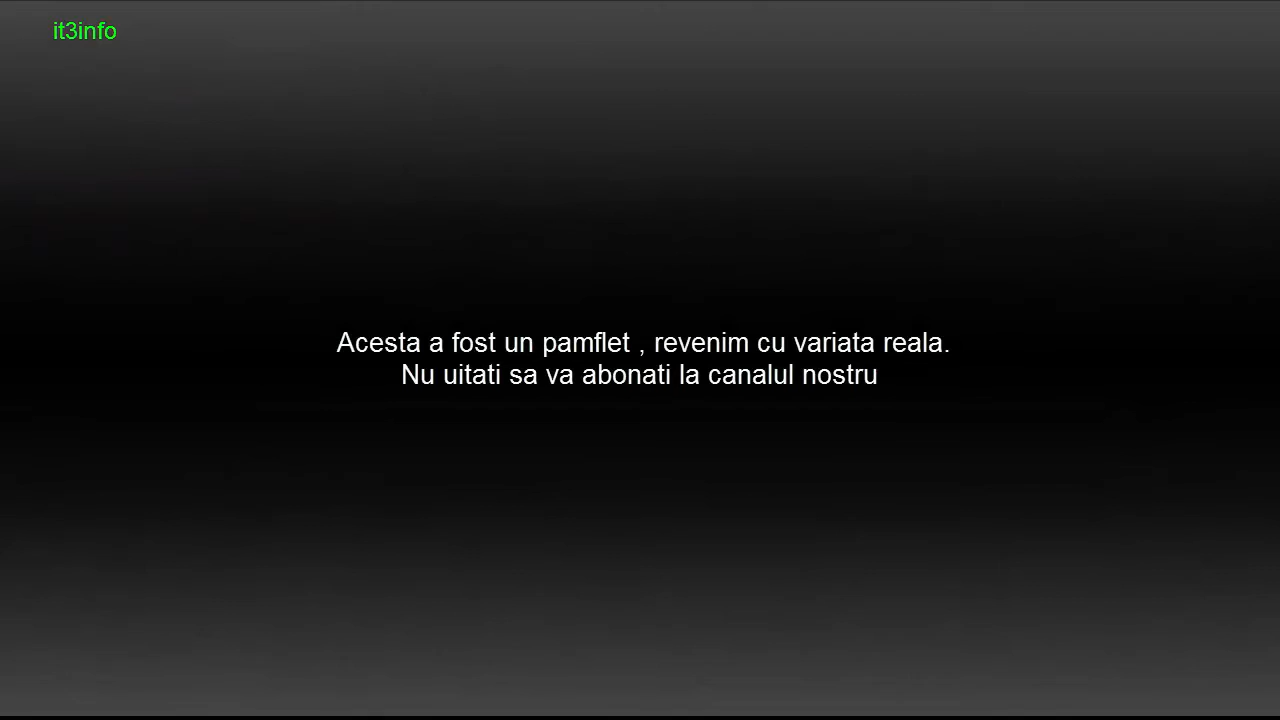 it3info
Acesta a fost un pamflet , revenim cu variata reala.
Nu uitati sa va abonati la canalul nostru